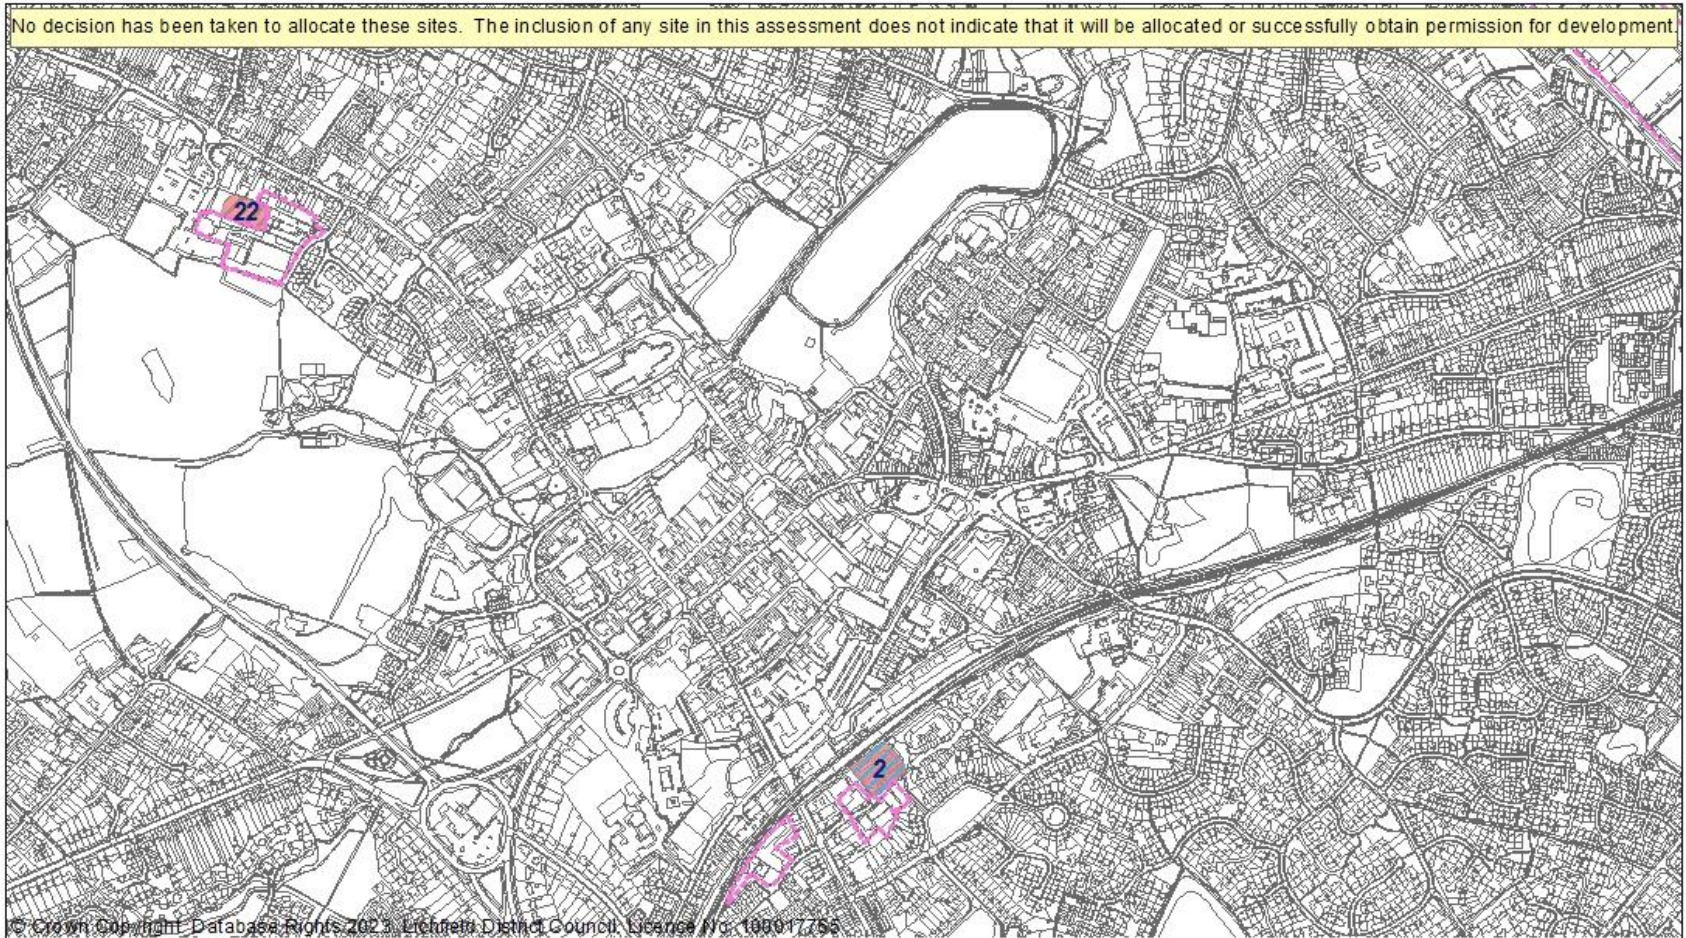 No decision has been taken to allocate these sites. The inclusion of any site in this assessment does not indicate that it will be allocated or successfully obtain permission for development.
22
2
© Crown Copyright Database Rights 2023. Lichfield District Council. Licence No: 100017765